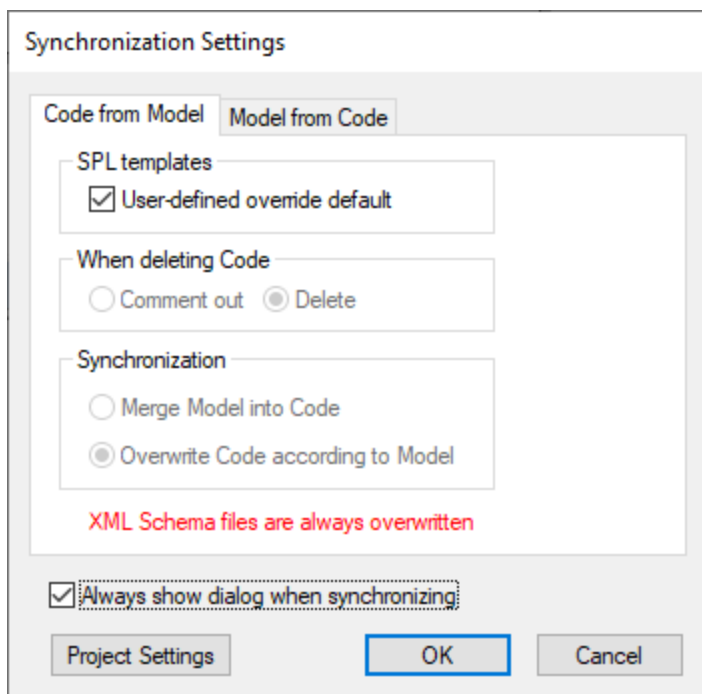 Synchronization Settings
Code from Model Model from Code
SPL templates
User-defined override default
When deleting Code
Comment out Delete
Synchronization
Merge Model into Code
Overwrite Code according to Model
XML Schema files are always overwritten
Always show dialog when synchronizing
Project Settings OK Cancel